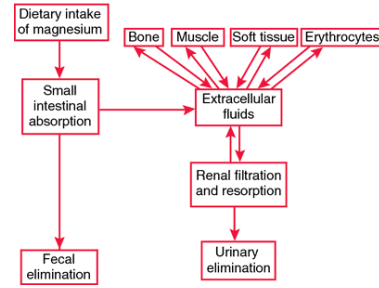 Dietary intake
of magnesium
Bone
Muscle
Soft tissue
Erythrocytes
Small
intestinal
absorption
Extracellular
fluids
Renal filtration
and resorption
Fecal
elimination
Urinary
elimination